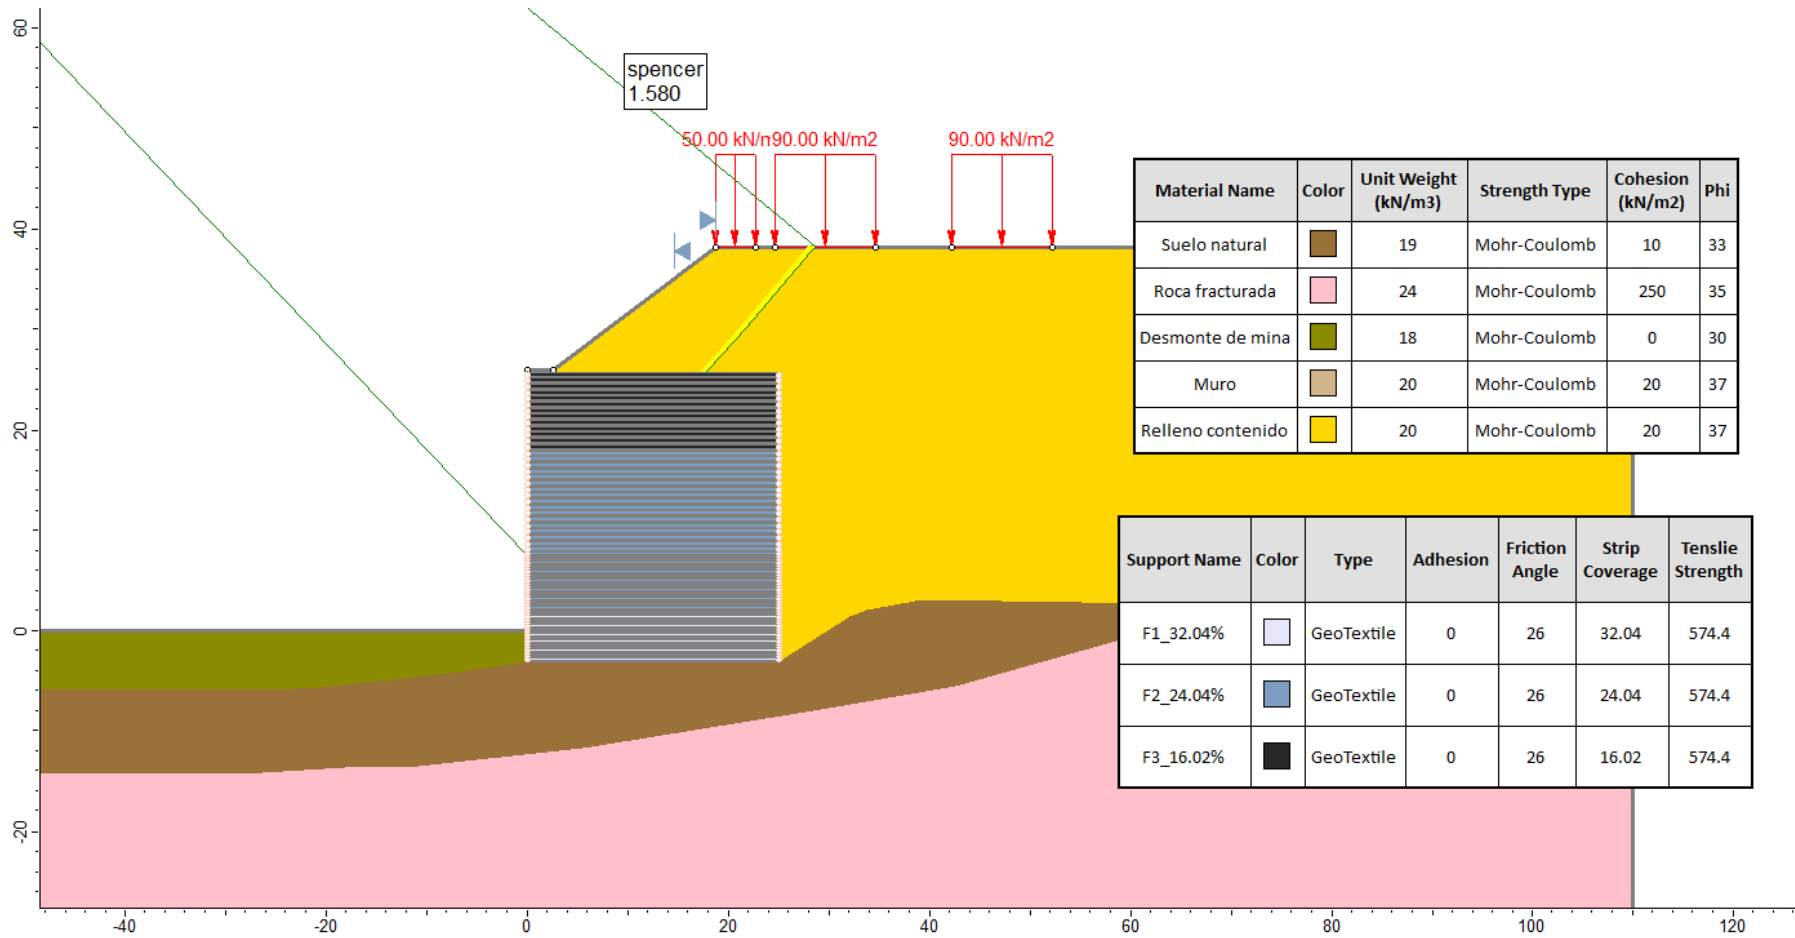 60
spencer
1.580
50.00 kN/m
90.00 kN/m2
90.00 kN/m2
40
20
0
-20
-40
-20
0
20
40
60
80
100
120
Material Name Color Unit Weight (kN/m3) Strength Type Cohesion (kN/m2) Phi
Suelo natural 19 Mohr-Coulomb 10 33
Roca fracturada 24 Mohr-Coulomb 250 35
Desmonte de mina 18 Mohr-Coulomb 0 30
Muro 20 Mohr-Coulomb 20 37
Relleno contenido 20 Mohr-Coulomb 20 37
Support Name Color Type Adhesion Friction Angle Strip Coverage Tenslie Strength
F1_32.04% GeoTextile 0 26 32.04 574.4
F2_24.04% GeoTextile 0 26 24.04 574.4
F3_16.02% GeoTextile 0 26 16.02 574.4